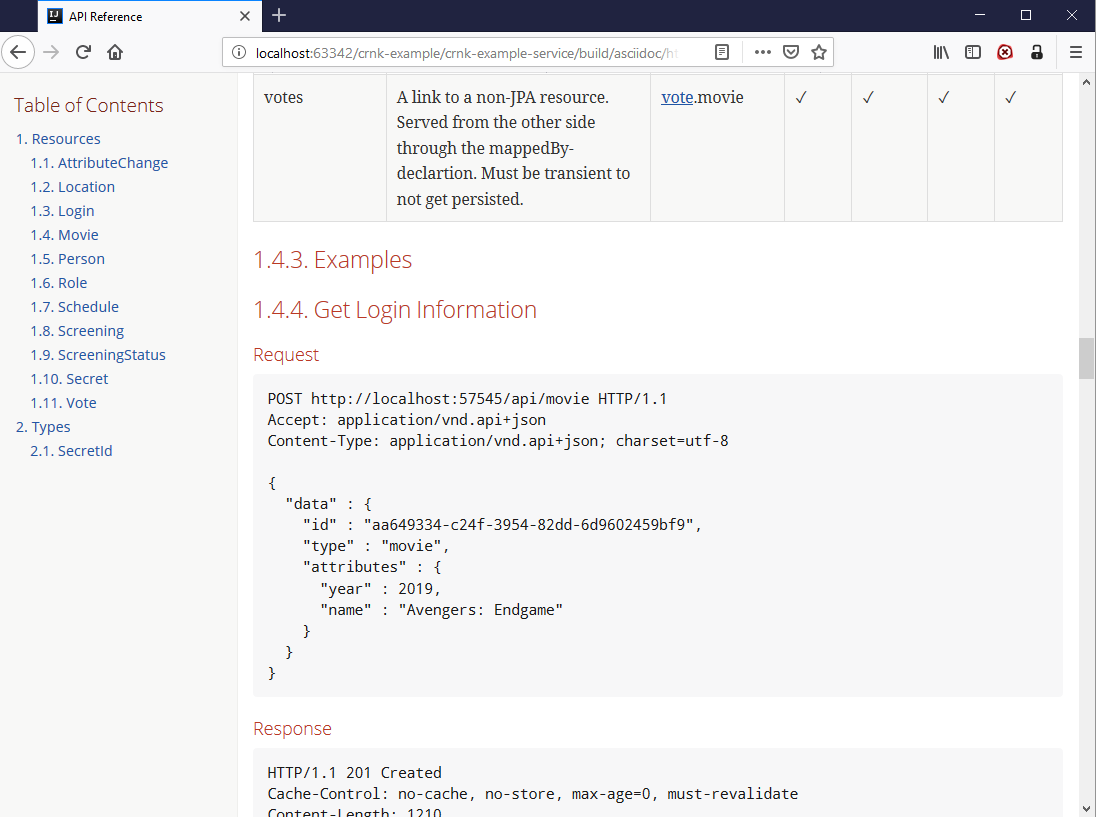 API Reference
localhost:63342/crnk-example/crnk-example-service/build/asciidoc/
Table of Contents
1. Resources
1.1. AttributeChange
1.2. Location
1.3. Login
1.4. Movie
1.5. Person
1.6. Role
1.7. Schedule
1.8. Screening
1.9. ScreeningStatus
1.10. Secret
1.11. Vote
2. Types
2.1. SecretId
votes
A link to a non-JPA resource.
Served from the other side
through the mappedBy-
declartion. Must be transient to
not get persisted.
vote.movie
✓ ✓ ✓ ✓
1.4.3. Examples
1.4.4. Get Login Information
Request
POST http://localhost:57545/api/movie HTTP/1.1
Accept: application/vnd.api+json
Content-Type: application/vnd.api+json; charset=utf-8
{
"data" : {
"id" : "aa649334-c24f-3954-82dd-6d9602459bf9",
"type" : "movie",
"attributes" : {
"year" : 2019,
"name" : "Avengers: Endgame"
}
}
}
Response
HTTP/1.1 201 Created
Cache-Control: no-cache, no-store, max-age=0, must-revalidate
Content-Length: 1210